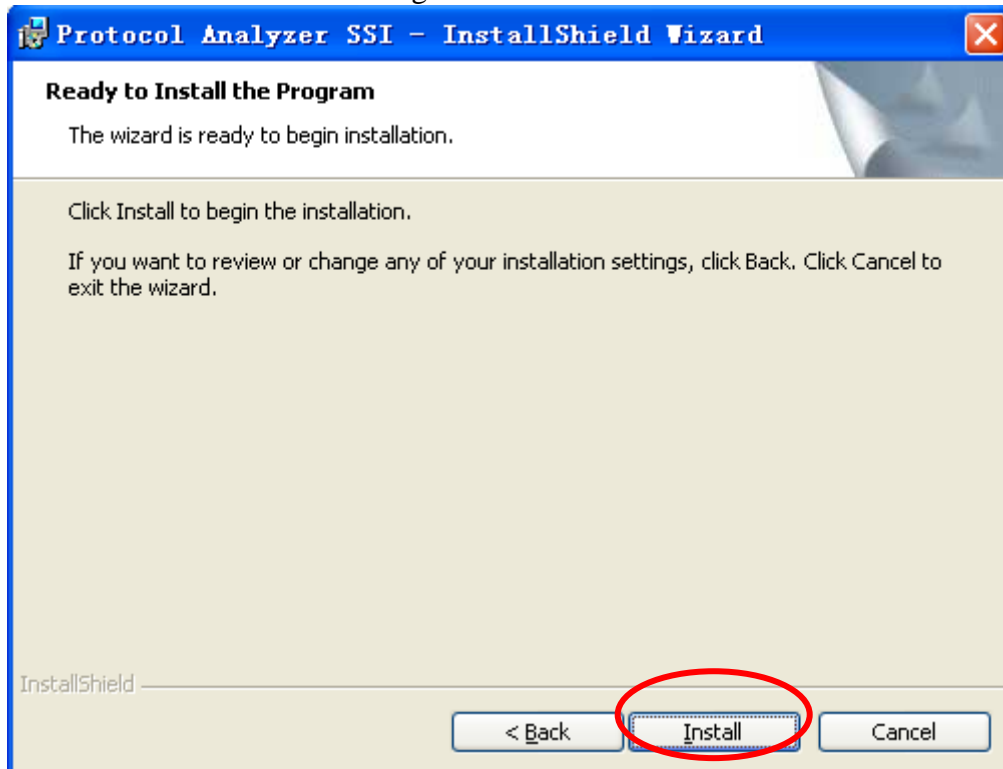 Protocol Analyzer SSI - InstallShield Wizard
Ready to Install the Program
The wizard is ready to begin installation.
Click Install to begin the installation.
If you want to review or change any of your installation settings, click Back. Click Cancel to
exit the wizard.
InstallShield
< Back Install Cancel